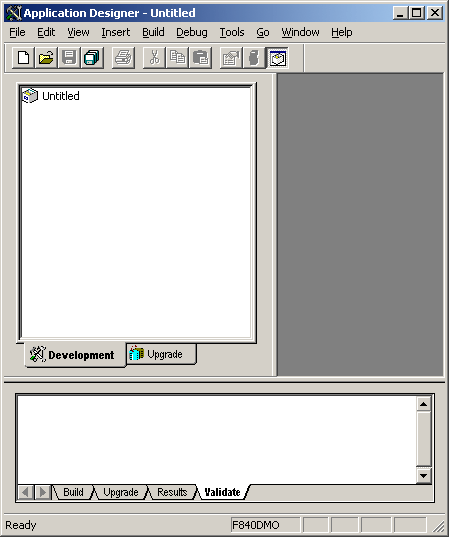 Application Designer - Untitled
File Edit View Insert Build Debug Tools Go Window Help
Untitled
Development Upgrade
Build Upgrade Results Validate
Ready F840DMO